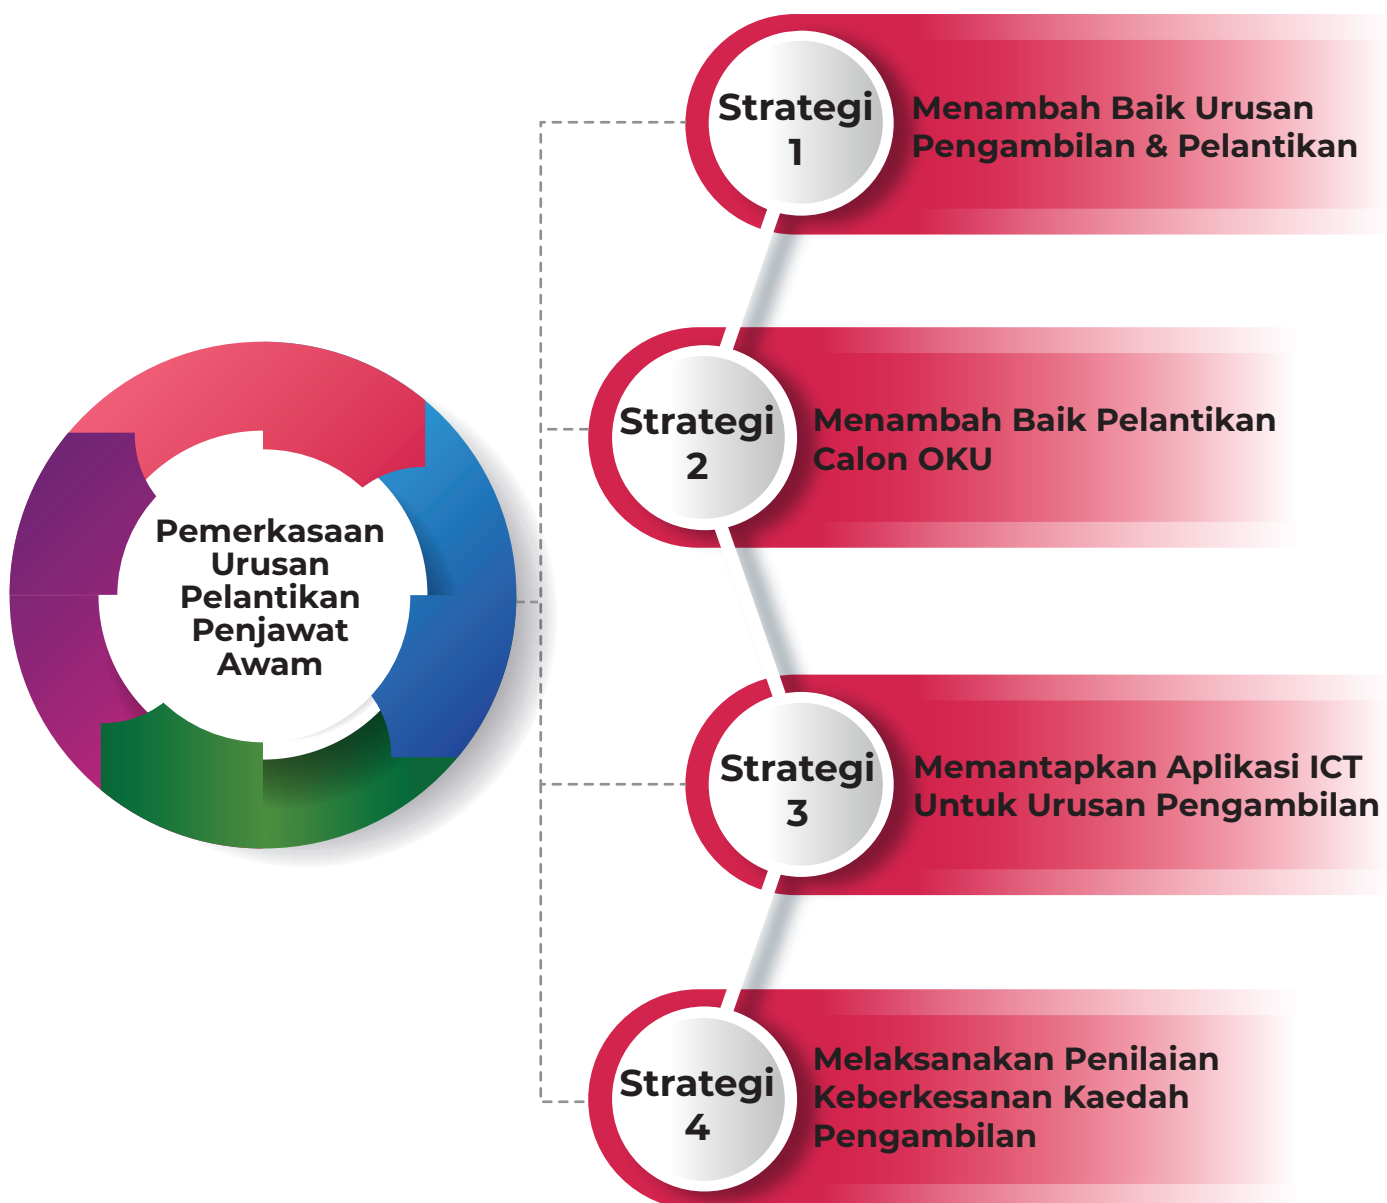 Pemerkasaan
Urusan
Pelantikan
Penjawat
Awam
Strategi
1
Menambah Baik Urusan
Pengambilan & Pelantikan
Strategi
2
Menambah Baik Pelantikan
Calon OKU
Strategi
3
Memantapkan Aplikasi ICT
Untuk Urusan Pengambilan
Strategi
4
Melaksanakan Penilaian
Keberkesanan Kaedah
Pengambilan